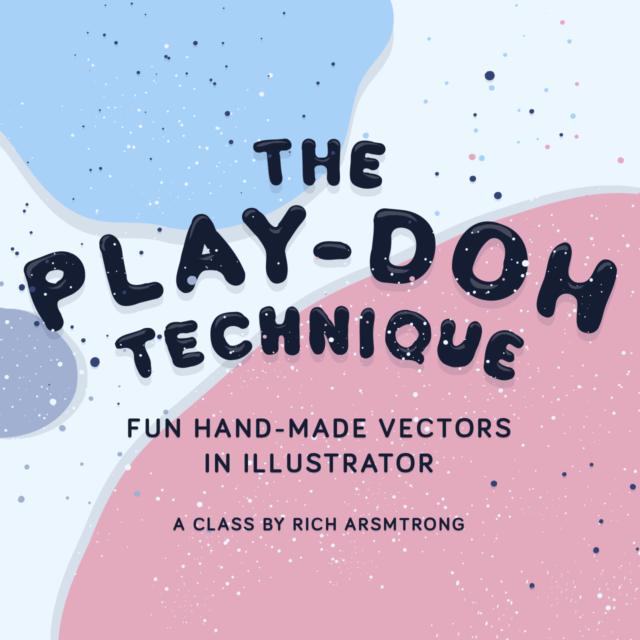 THE
PLAY-DOH
TECHNIQUE
FUN HAND-MADE VECTORS
IN ILLUSTRATOR
A CLASS BY RICH ARSMTRONG